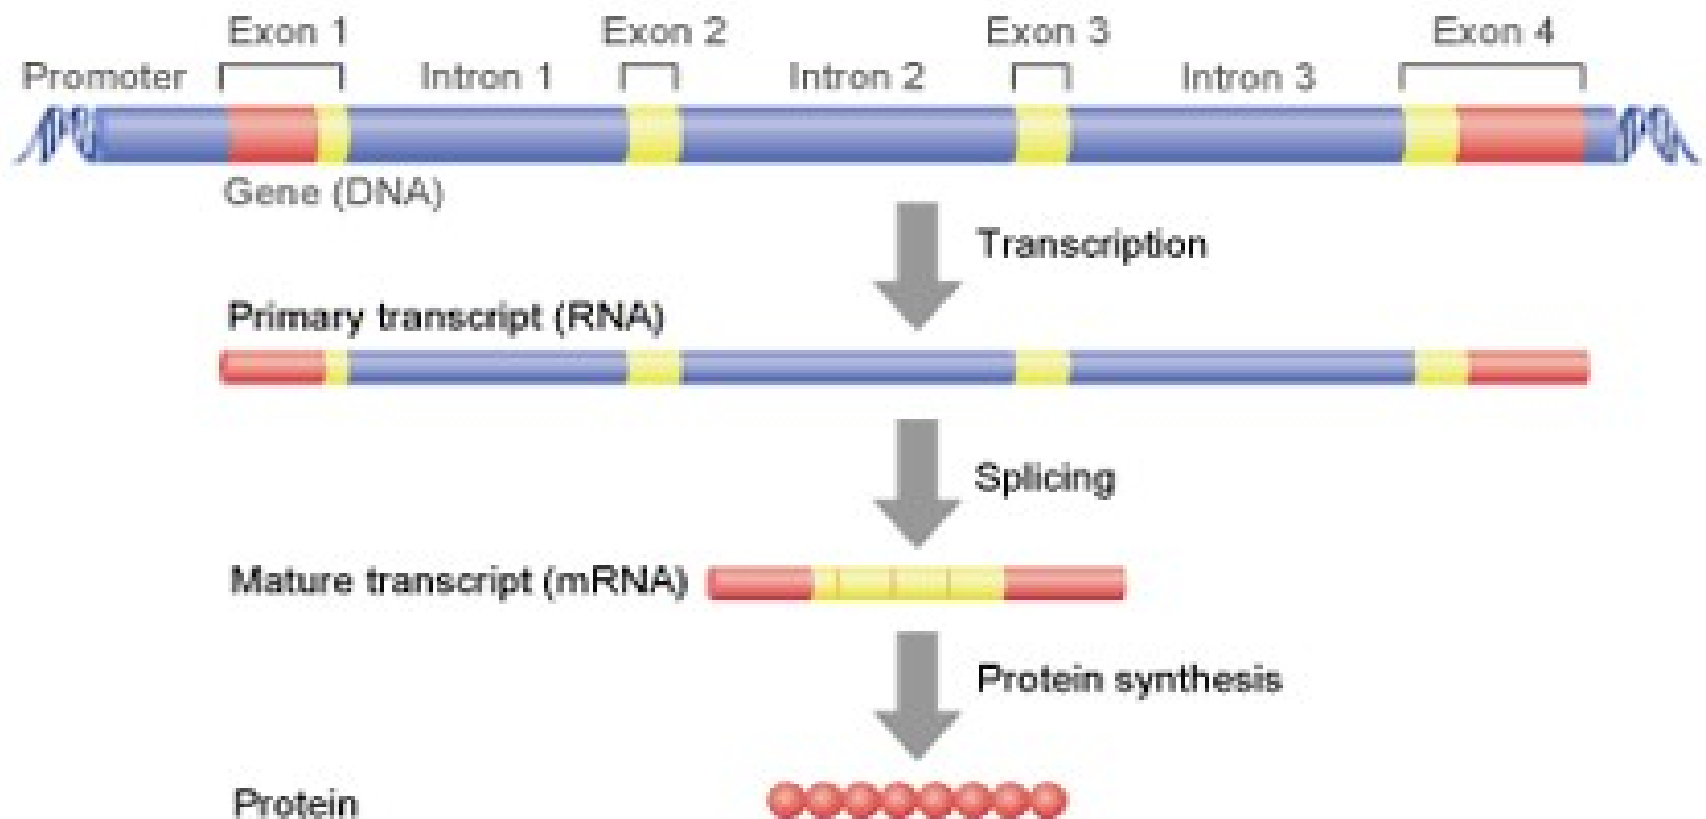 Exon 1 Exon 2 Exon 3 Exon 4
Promoter Intron 1 Intron 2 Intron 3
Gene (DNA)
Transcription
Primary transcript (RNA)
Splicing
Mature transcript (mRNA)
Protein synthesis
Protein